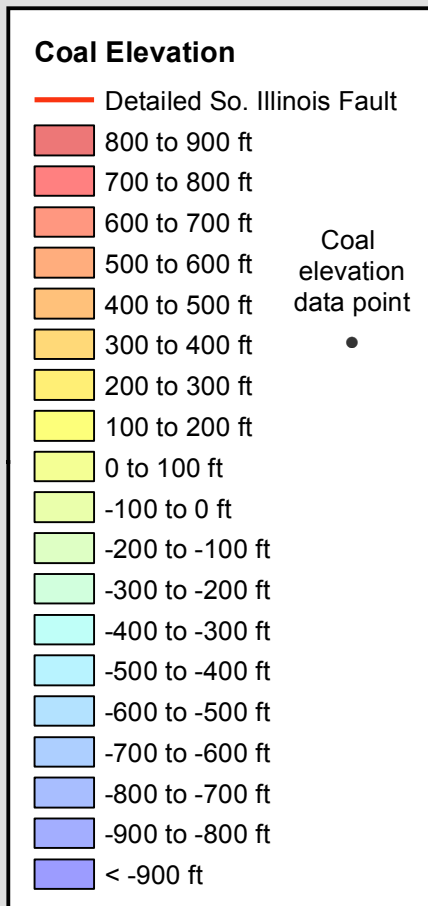 Coal Elevation
Detailed So. Illinois Fault
800 to 900 ft
700 to 800 ft
600 to 700 ft
500 to 600 ft
400 to 500 ft
300 to 400 ft
200 to 300 ft
100 to 200 ft
0 to 100 ft
-100 to 0 ft
-200 to -100 ft
-300 to -200 ft
-400 to -300 ft
-500 to -400 ft
-600 to -500 ft
-700 to -600 ft
-800 to -700 ft
-900 to -800 ft
< -900 ft
Coal
elevation
data point